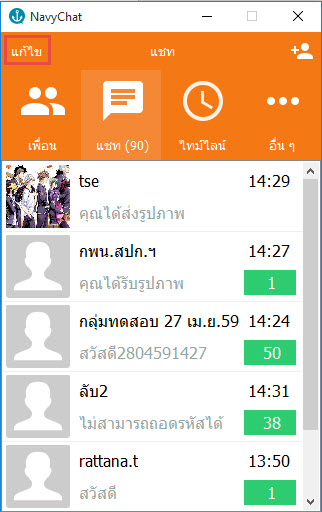 NavyChat
แก้ไข แชท
เพื่อน แชท (90) ไทม์ไลน์ อื่น ๆ
tse 14:29
คุณได้ส่งรูปภาพ
กพน.สปก.ฯ 14:27
คุณได้รับรูปภาพ 1
กลุ่มทดสอบ 27 เม.ย.59 14:24
สวัสดี2804591427 50
ลับ2 14:31
ไม่สามารถถอดรหัสได้ 38
rattana.t 13:50
สวัสดี 1